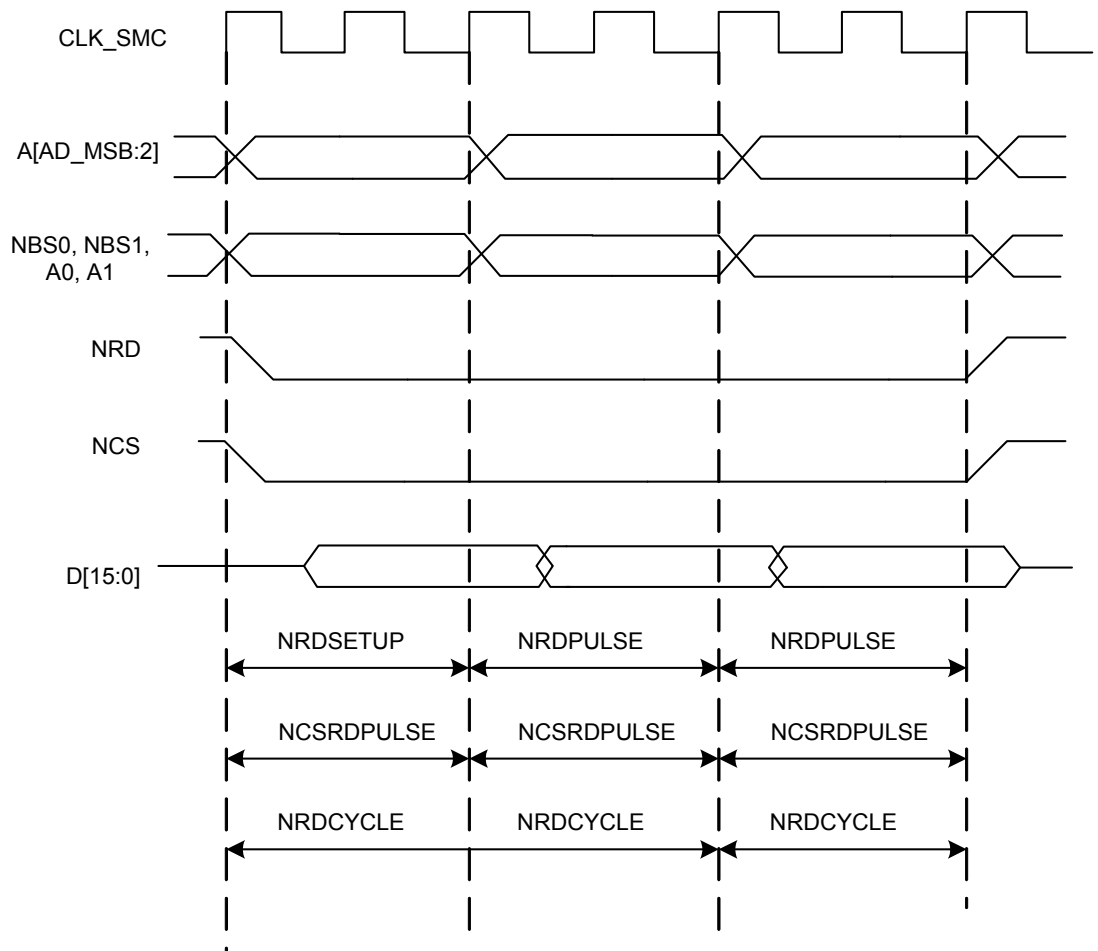 CLK_SMC
A[AD_MSB:2]
NBS0, NBS1,
A0, A1
NRD
NCS
D[15:0]
NRDSETUP NRDPULSE NRDPULSE
NCSRDPULSE NCSRDPULSE NCSRDPULSE
NRDCYCLE NRDCYCLE NRDCYCLE